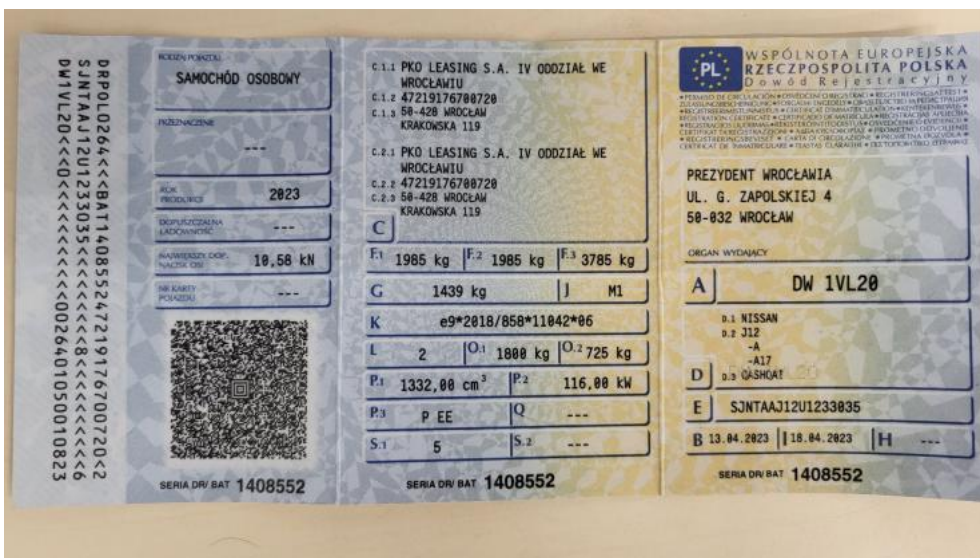 DRPOLO264<<<BAT14085524721917670072O<2
SJNTAAJ12U1233035<<<<<<<8<<<<<<<<6
RODZAJ POJAZDU
SAMOCHÓD OSOBOWY
PRZEZNACZENIE
---
ROK PRODUKCJI
2023
DOPUSZCZALNA ŁADOWNOŚĆ
---
NAJWIĘKSZY DOP. NACISK OSI
10,58 kN
NR KARTY POJAZDU
---
SERIA DR/ BAT 1408552
C.1.1 PKO LEASING S.A. IV ODDZIAŁ WE
WROCŁAWIU
C.1.2 47219176700720
C.1.3 50-428 WROCŁAW
KRAKOWSKA 119
C.2.1 PKO LEASING S.A. IV ODDZIAŁ WE
WROCŁAWIU
C.2.2 47219176700720
C.2.3 50-428 WROCŁAW
KRAKOWSKA 119
C
F.1 1985 kg F.2 1985 kg F.3 3785 kg
G 1439 kg J M1
K e9*2018/858*11042*06
L 2 O.1 1800 kg O.2 725 kg
P.1 1332,00 cm³ P.2 116,00 kW
P.3 P EE Q ---
S.1 5 S.2 ---
SERIA DR/ BAT 1408552
PL
WSPÓLNOTA EUROPEJSKA
RZECZPOSPOLITA POLSKA
Dowód Rejestracyjny
PREZYDENT WROCŁAWIA
UL. G. ZAPOLSKIEJ 4
50-032 WROCŁAW
ORGAN WYDAJĄCY
A DW 1VL20
D.1 NISSAN
D.2 J12
-A
-A17
D D.3 QASHQAI
E SJNTAAJ12U1233035
B 13.04.2023 I 18.04.2023 H ---
SERIA DR/ BAT 1408552